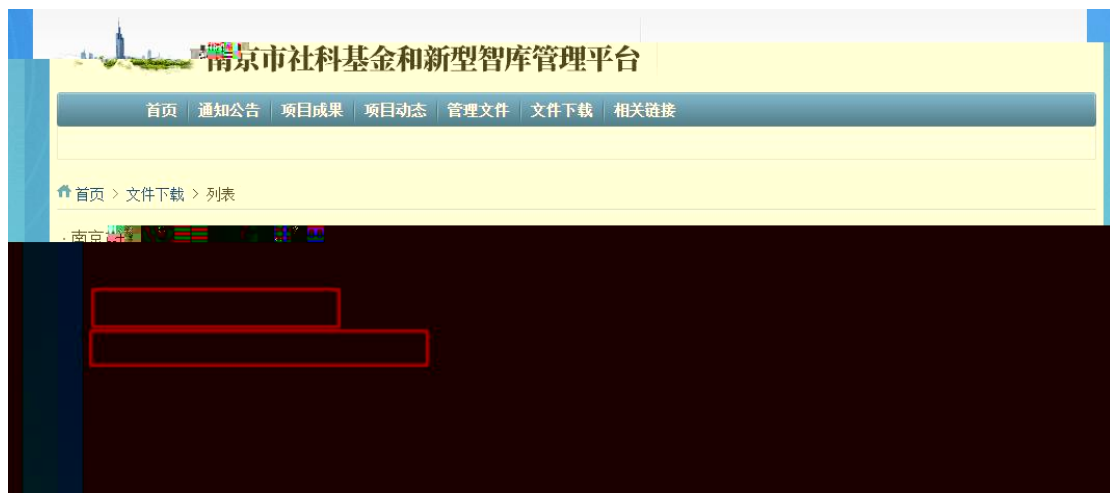 南京市社科基金和新型智库管理平台
首页 通知公告 项目成果 项目动态 管理文件 文件下载 相关链接
首页 > 文件下载 > 列表
· 南京